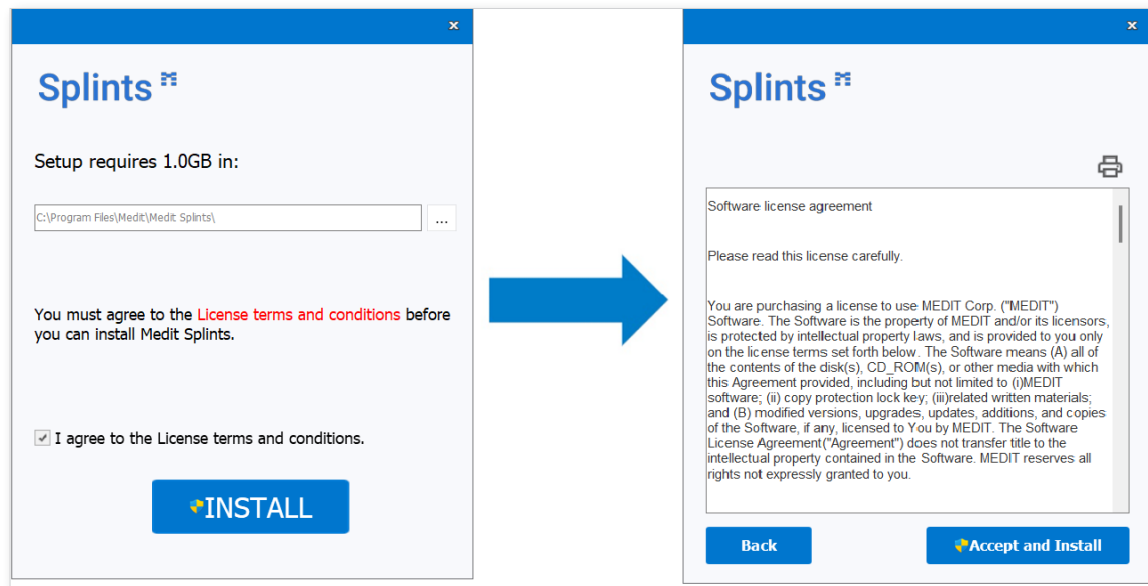 Splints
Setup requires 1.0GB in:
C:\Program Files\Medit\Medit Splints\
...
You must agree to the License terms and conditions before
you can install Medit Splints.
I agree to the License terms and conditions.
INSTALL
Splints
Software license agreement
Please read this license carefully.
You are purchasing a license to use MEDIT Corp. ("MEDIT")
Software. The Software is the property of MEDIT and/or its licensors,
is protected by intellectual property laws, and is provided to you only
on the license terms set forth below. The Software means (A) all of
the contents of the disk(s), CD_ROM(s), or other media with which
this Agreement provided, including but not limited to (i)MEDIT
software; (ii) copy protection lock key; (iii)related written materials;
and (B) modified versions, upgrades, updates, additions, and copies
of the Software, if any, licensed to You by MEDIT. The Software
License Agreement("Agreement") does not transfer title to the
intellectual property contained in the Software. MEDIT reserves all
rights not expressly granted to you.
Back
Accept and Install